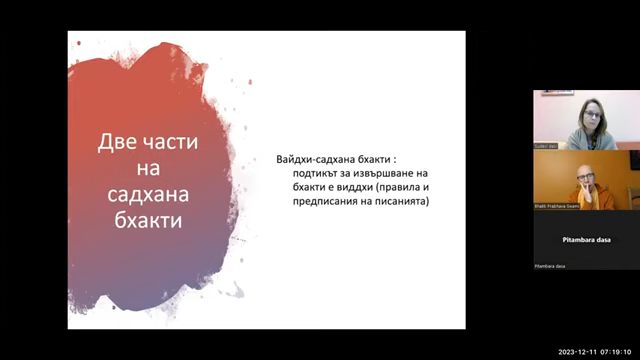 Две части
на
садхана
бхакти
Вайдхи-садхана бхакти :
подтикът за извършване на
бхакти е виддхи (правила и
предписания на писанията)
Bhakti Prabhava Swami
Pitambara dasa
Pitambara dasa
2023-12-11 07:19:10